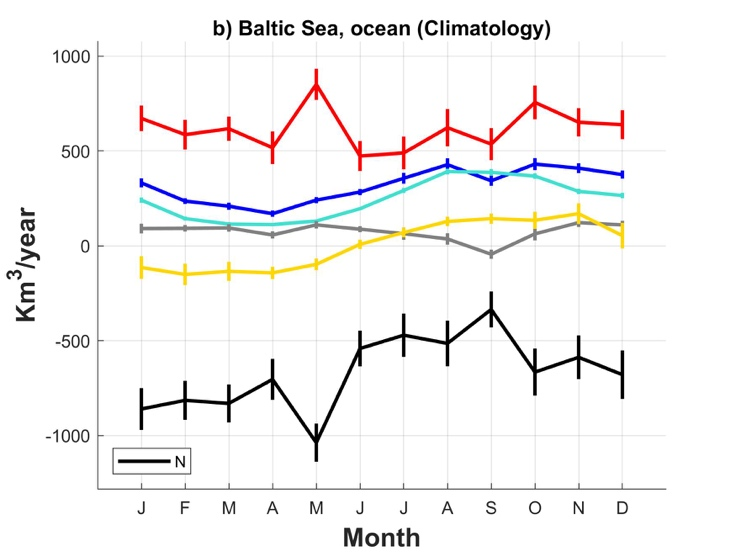 b) Baltic Sea, ocean (Climatology)
1000
500
0
-500
-1000
Km³/year
N
J F M A M J J A S O N D
Month